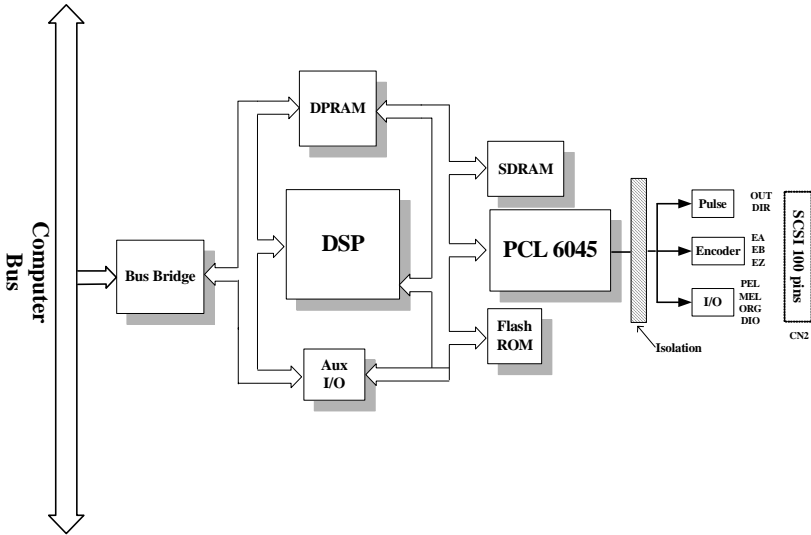 Computer
Bus
Bus Bridge
DPRAM
DSP
Aux
I/O
SDRAM
PCL 6045
Flash
ROM
Isolation
Pulse
OUT
DIR
Encoder
EA
EB
EZ
I/O
PEL
MEL
ORG
DIO
SCSI 100 pins
CN2